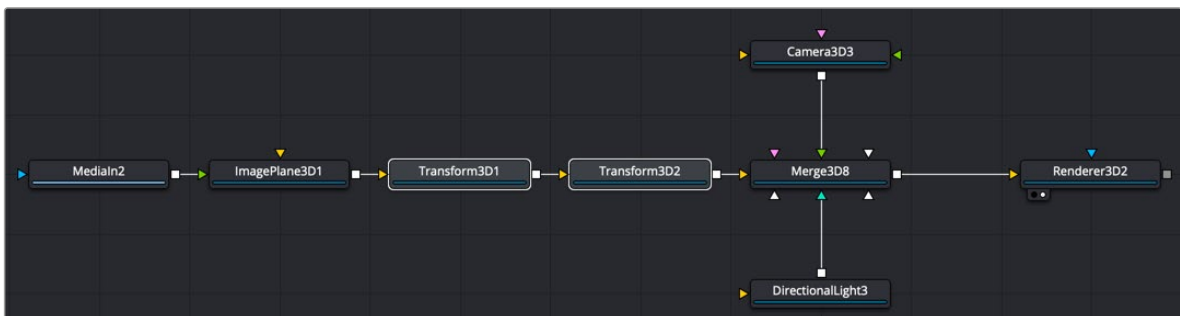 Camera3D3
MediaIn2
ImagePlane3D1
Transform3D1
Transform3D2
Merge3D8
Renderer3D2
DirectionalLight3